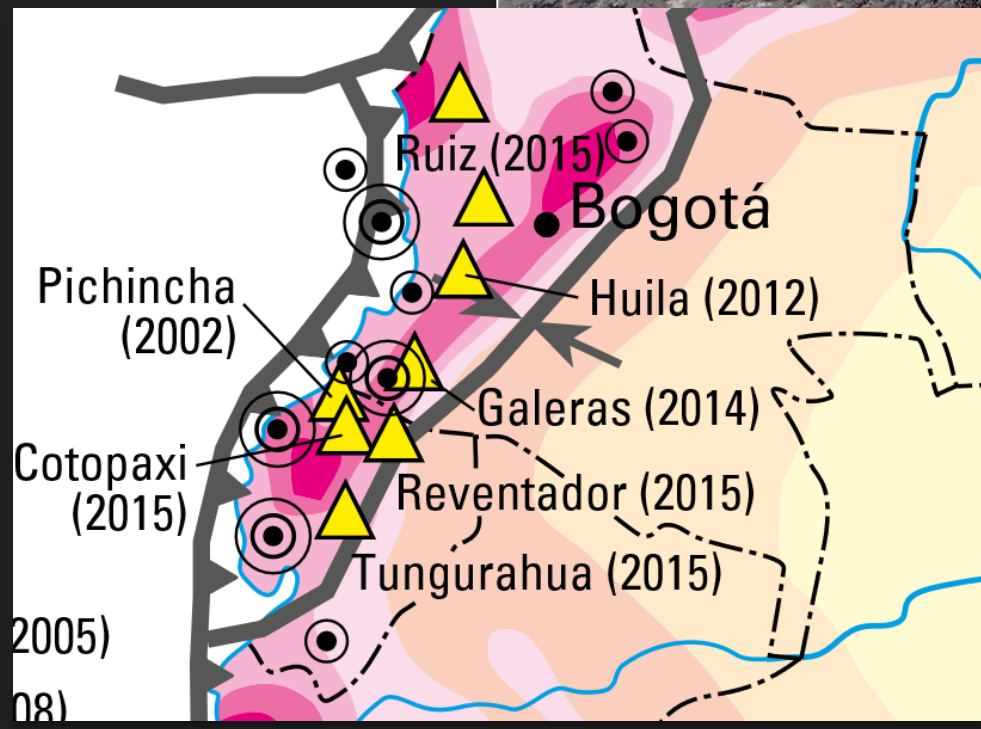 Ruiz (2015)
Bogotá
Pichincha
(2002)
Huila (2012)
Galeras (2014)
Cotopaxi
(2015)
Reventador (2015)
Tungurahua (2015)
2005)
08)